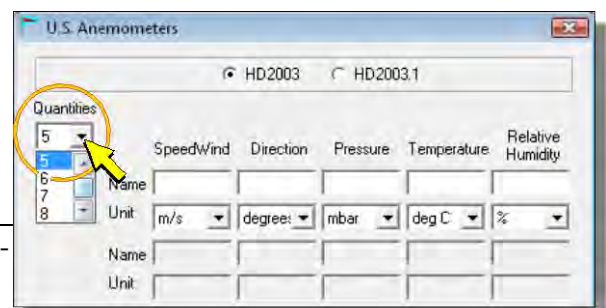 U.S. Anemometers
HD2003 HD2003.1
Quantities
5
5
6
7
8
SpeedWind Direction Pressure Temperature Relative Humidity
Name
Unit m/s degree: mbar deg C %
Name
Unit
-